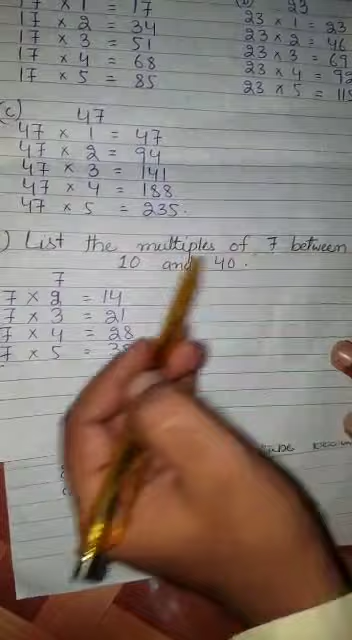 17 × 1 = 17
17 × 2 = 34
17 × 3 = 51
17 × 4 = 68
17 × 5 = 85
23
23 × 1 = 23
23 × 2 = 46
23 × 3 = 69
23 × 4 = 92
23 × 5 = 115
(c) 47
47 × 1 = 47
47 × 2 = 94
47 × 3 = 141
47 × 4 = 188
47 × 5 = 235.
) List the multiples of 7 between
10 and 40.
7
7 × 2 = 14
7 × 3 = 21
7 × 4 = 28
7 × 5 =